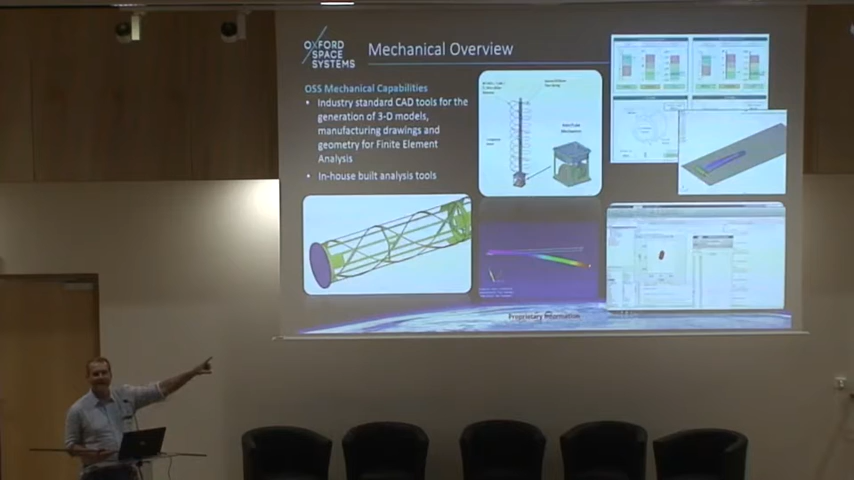 OXFORD
SPACE
SYSTEMS
Mechanical Overview
OSS Mechanical Capabilities
• Industry standard CAD tools for the
generation of 3-D models,
manufacturing drawings and
geometry for Finite Element
Analysis
• In-house built analysis tools
Proprietary Information